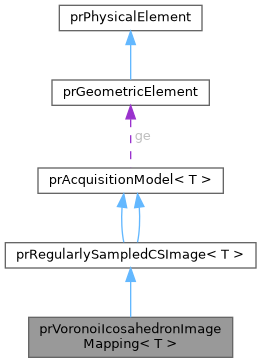 prPhysicalElement
prGeometricElement
ge
prAcquisitionModel< T >
prRegularlySampledCSImage< T >
prVoronoiIcosahedronImage
Mapping< T >